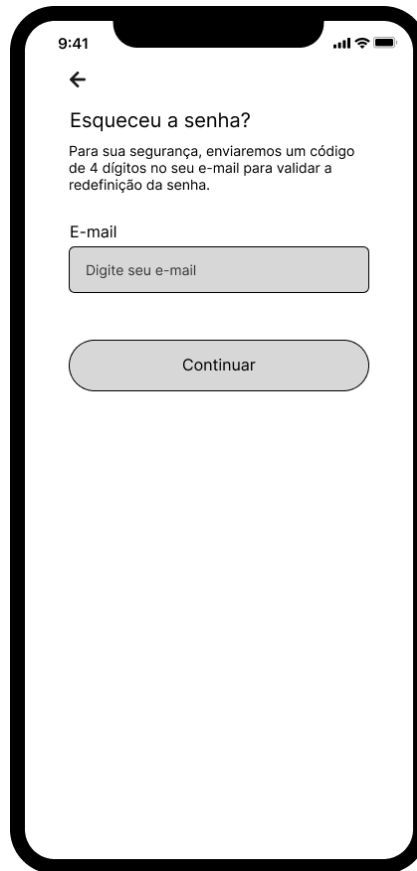 9:41
Esqueceu a senha?
Para sua segurança, enviaremos um código
de 4 dígitos no seu e-mail para validar a
redefinição da senha.
E-mail
Digite seu e-mail
Continuar